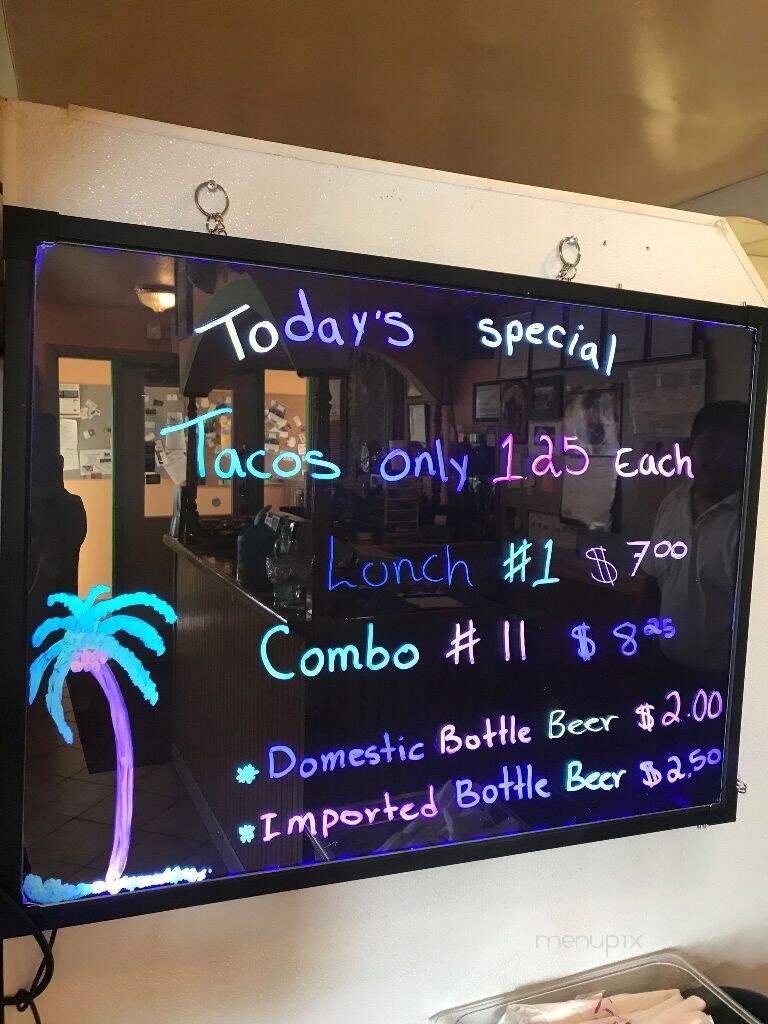 Today's special
Tacos only 125 Each
Lonch #1 $7⁰⁰
Combo #11 $8²⁵
* Domestic Bottle Beer $2.00
* Imported Bottle Beer $2.50
menupix